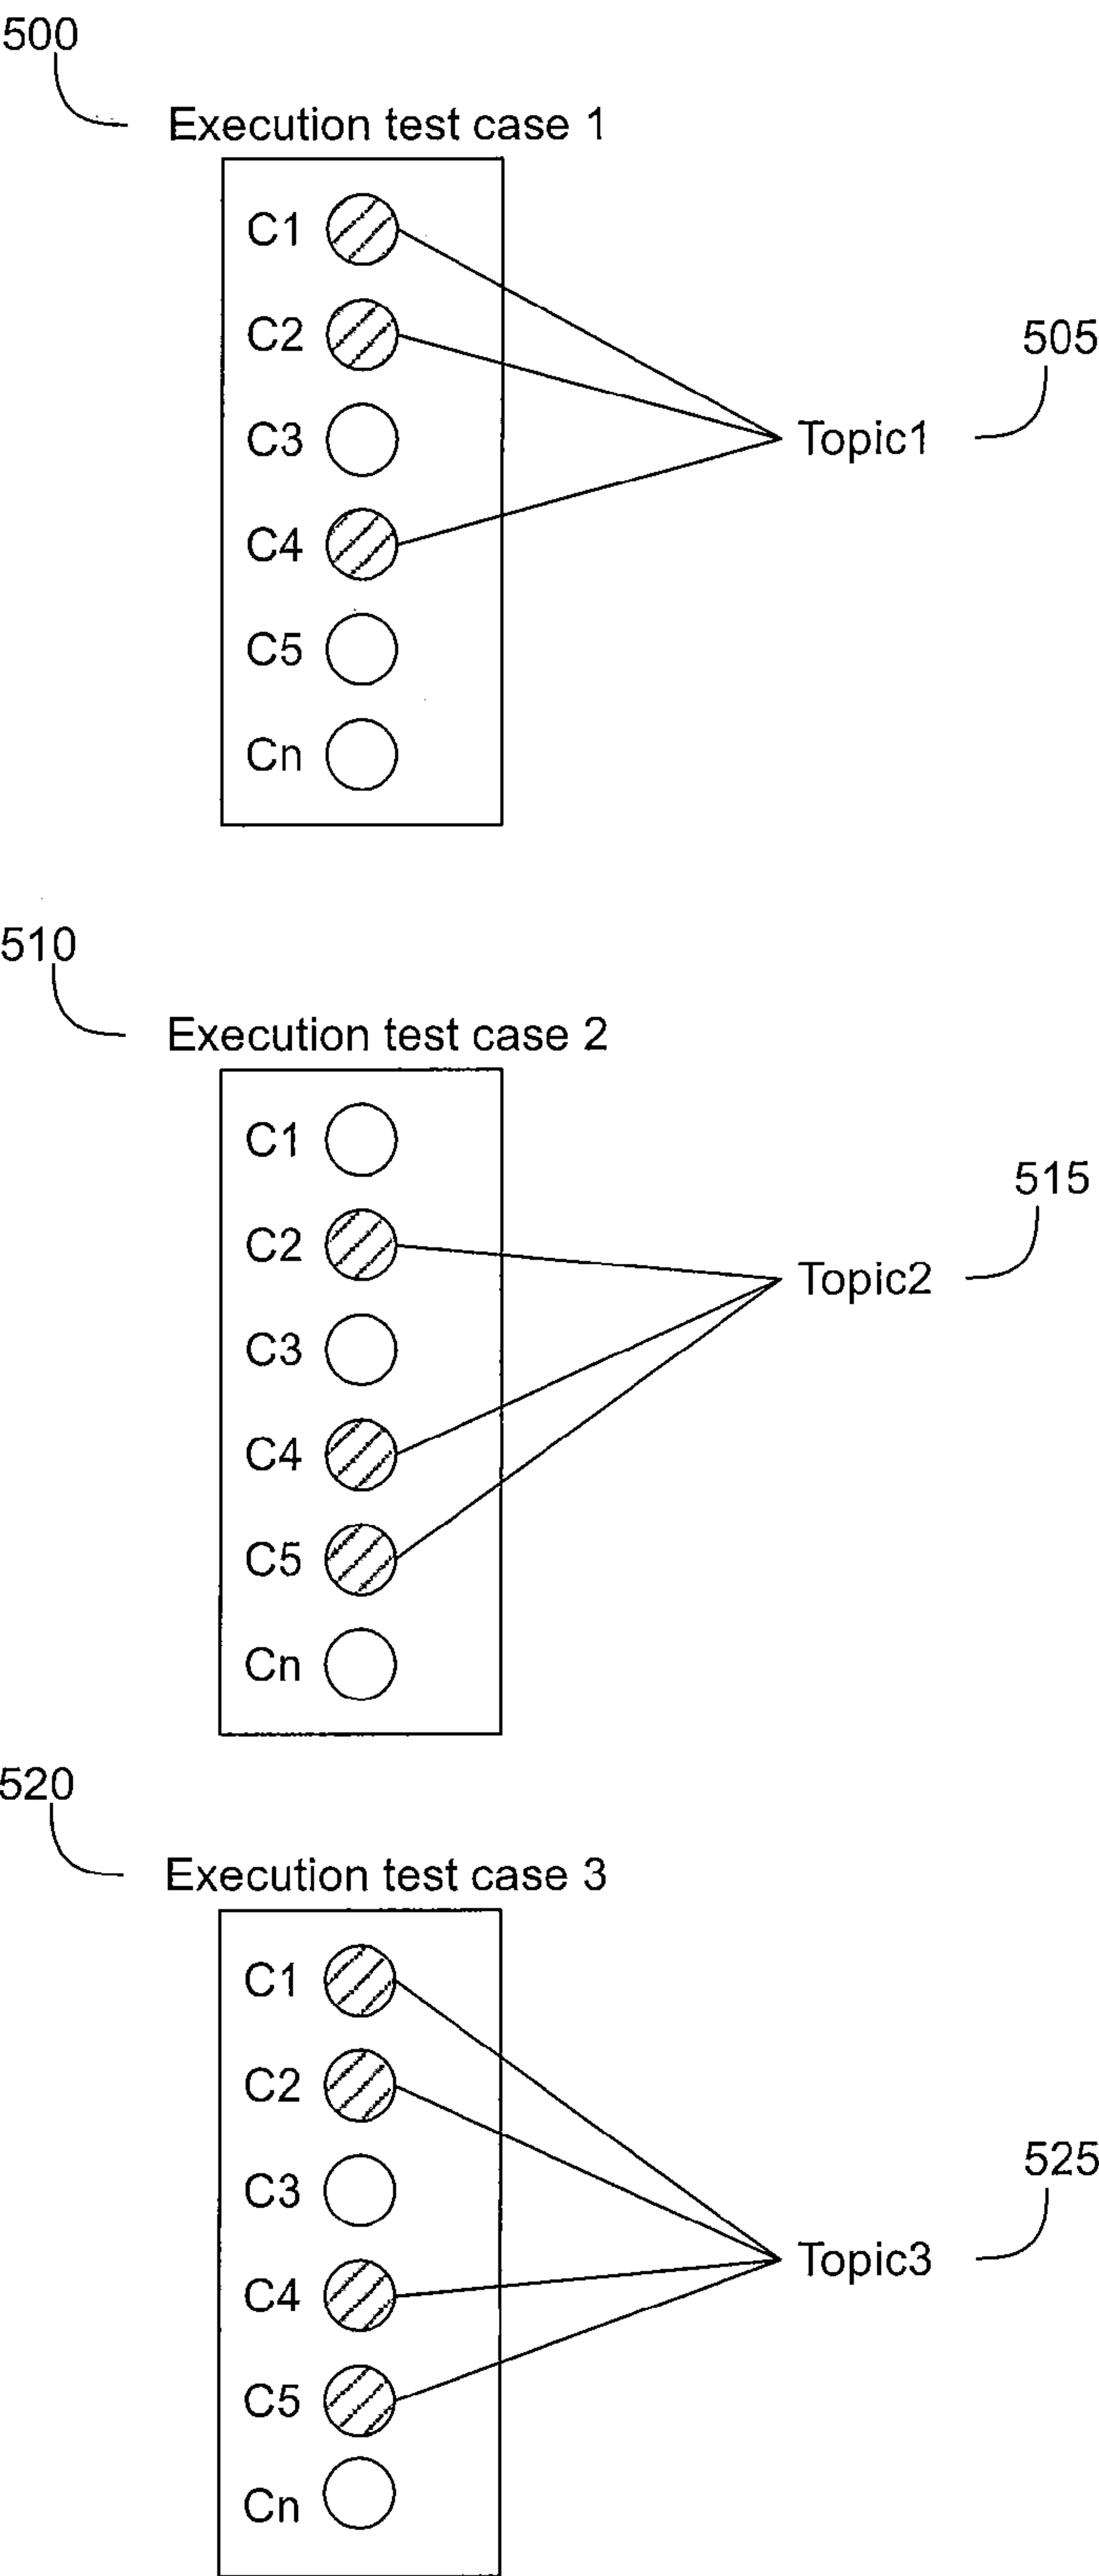 500
Execution test case 1
C1
C2
505
C3
Topic1
C4
C5
Cn
510
Execution test case 2
C1
515
C2
Topic2
C3
C4
C5
Cn
520
Execution test case 3
C1
C2
525
C3
Topic3
C4
C5
Cn